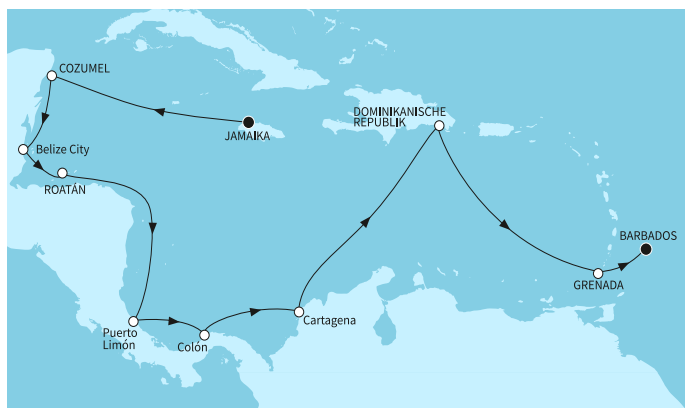 COZUMEL
DOMINIKANISCHE
REPUBLIK
JAMAIKA
Belize City
ROATÁN
BARBADOS
GRENADA
Cartagena
Puerto
Limón
Colón